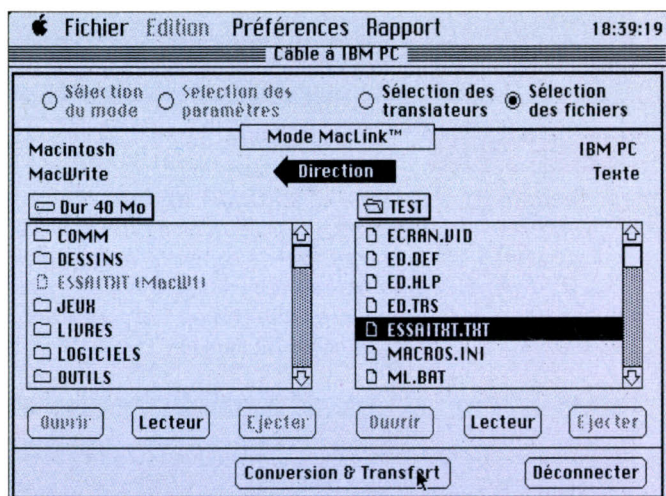 Fichier Edition Préférences Rapport 18:39:19
Câble à IBM PC
Sélection du mode
Sélection des paramètres
Sélection des translateurs
Sélection des fichiers
Mode MacLink™
Macintosh
MacWrite
Direction
IBM PC
Texte
Dur 40 Mo
COMM
DESSINS
ESSAITXT (MacW1)
JEUX
LIVRES
LOGICIELS
OUTILS
TEST
ECRAN.VID
ED.DEF
ED.HLP
ED.TRS
ESSAITXT.TXT
MACROS.INI
ML.BAT
Ouvrir Lecteur Ejecter
Ouvrir Lecteur Ejecter
Conversion & Transfert
Déconnecter